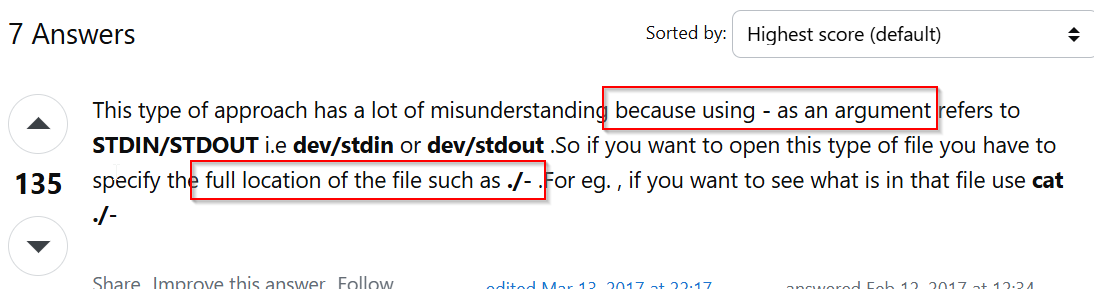 7 Answers
Sorted by: Highest score (default)
This type of approach has a lot of misunderstanding because using - as an argument refers to
STDIN/STDOUT i.e dev/stdin or dev/stdout .So if you want to open this type of file you have to
135
specify the full location of the file such as ./- .For eg. , if you want to see what is in that file use cat
./-
Share Improve this answer Follow
edited Mar 13, 2017 at 22:17
answered Feb 12, 2017 at 12:34